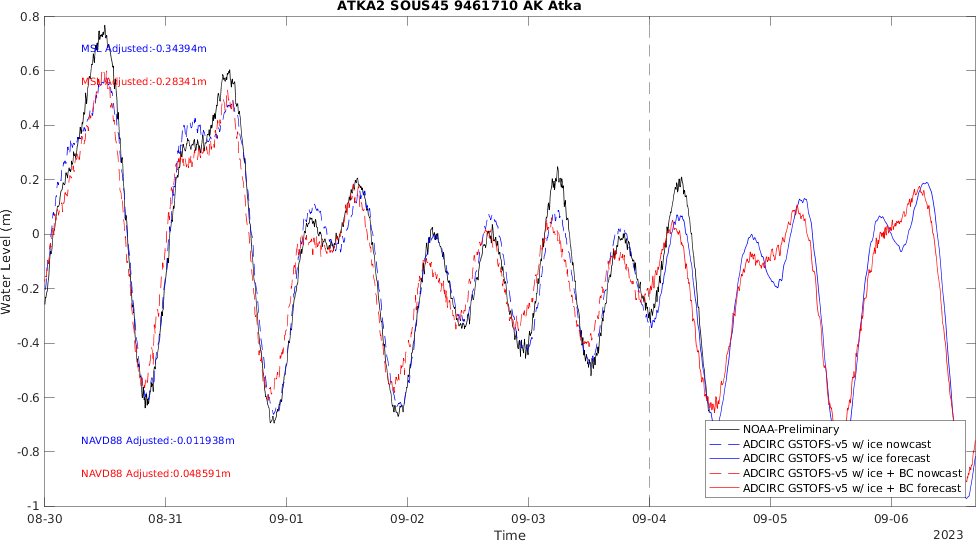 ATKA2 SOUS45 9461710 AK Atka
0.8
0.6
0.4
0.2
0
-0.2
-0.4
-0.6
-0.8
-1
Water Level (m)
MSL Adjusted:-0.34394m
MSL Adjusted:-0.28341m
NAVD88 Adjusted:-0.011938m
NAVD88 Adjusted:0.048591m
NOAA-Preliminary
ADCIRC GSTOFS-v5 w/ ice nowcast
ADCIRC GSTOFS-v5 w/ ice forecast
ADCIRC GSTOFS-v5 w/ ice + BC nowcast
ADCIRC GSTOFS-v5 w/ ice + BC forecast
08-30 08-31 09-01 09-02 09-03 09-04 09-05 09-06
Time
2023